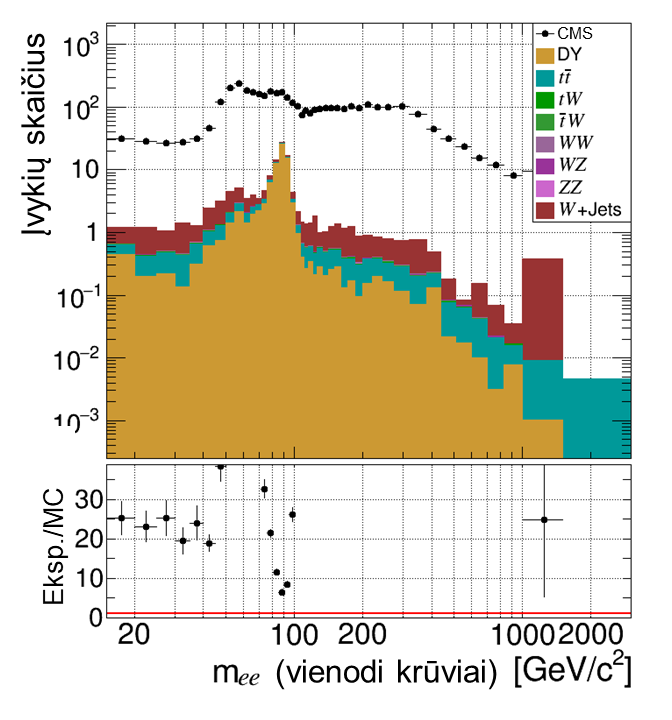 Įvykių skaičius
10³
10²
10
1
10⁻¹
10⁻²
10⁻³
CMS
DY
tt̄
tW
t̄W
WW
WZ
ZZ
W+Jets
Eksp./MC
30
20
10
0
20 100 200 1000 2000
mₑₑ (vienodi krūviai) [GeV/c²]